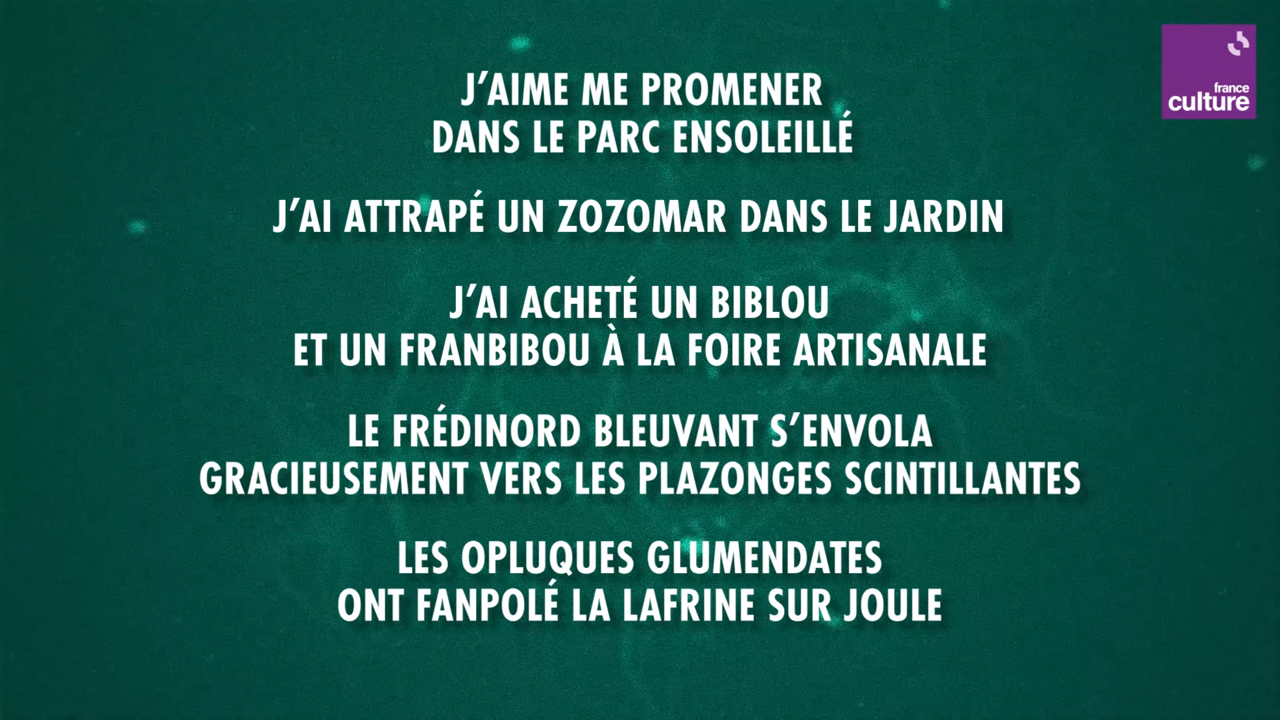 J'AIME ME PROMENER
DANS LE PARC ENSOLEILLÉ
J'AI ATTRAPÉ UN ZOZOMAR DANS LE JARDIN
J'AI ACHETÉ UN BIBLOU
ET UN FRANBIBOU À LA FOIRE ARTISANALE
LE FRÉDINORD BLEUVANT S'ENVOLA
GRACIEUSEMENT VERS LES PLAZONGES SCINTILLANTES
LES OPLUQUES GLUMENDATES
ONT FANPOLÉ LA LAFRINE SUR JOULE
france
culture